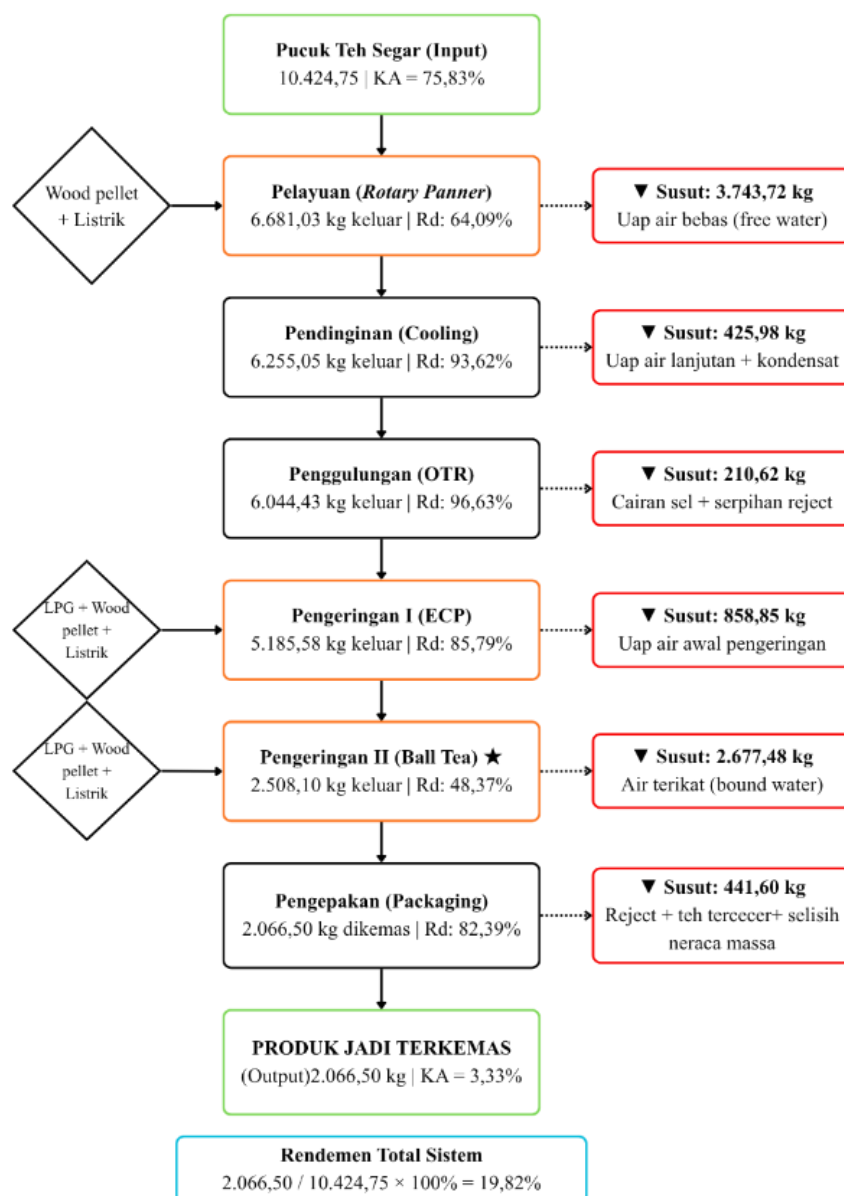 Pucuk Teh Segar (Input)
10.424,75 | KA = 75,83%
Wood pellet
+ Listrik
Pelayuan (Rotary Panner)
6.681,03 kg keluar | Rd: 64,09%
▼ Susut: 3.743,72 kg
Uap air bebas (free water)
Pendinginan (Cooling)
6.255,05 kg keluar | Rd: 93,62%
▼ Susut: 425,98 kg
Uap air lanjutan + kondensat
Penggulungan (OTR)
6.044,43 kg keluar | Rd: 96,63%
▼ Susut: 210,62 kg
Cairan sel + serpihan reject
LPG + Wood
pellet +
Listrik
Pengeringan I (ECP)
5.185,58 kg keluar | Rd: 85,79%
▼ Susut: 858,85 kg
Uap air awal pengeringan
LPG + Wood
pellet +
Listrik
Pengeringan II (Ball Tea) ★
2.508,10 kg keluar | Rd: 48,37%
▼ Susut: 2.677,48 kg
Air terikat (bound water)
Pengepakan (Packaging)
2.066,50 kg dikemas | Rd: 82,39%
▼ Susut: 441,60 kg
Reject + teh tercecer+ selisih
neraca massa
PRODUK JADI TERKEMAS
(Output)2.066,50 kg | KA = 3,33%
Rendemen Total Sistem
2.066,50 / 10.424,75 × 100% = 19,82%